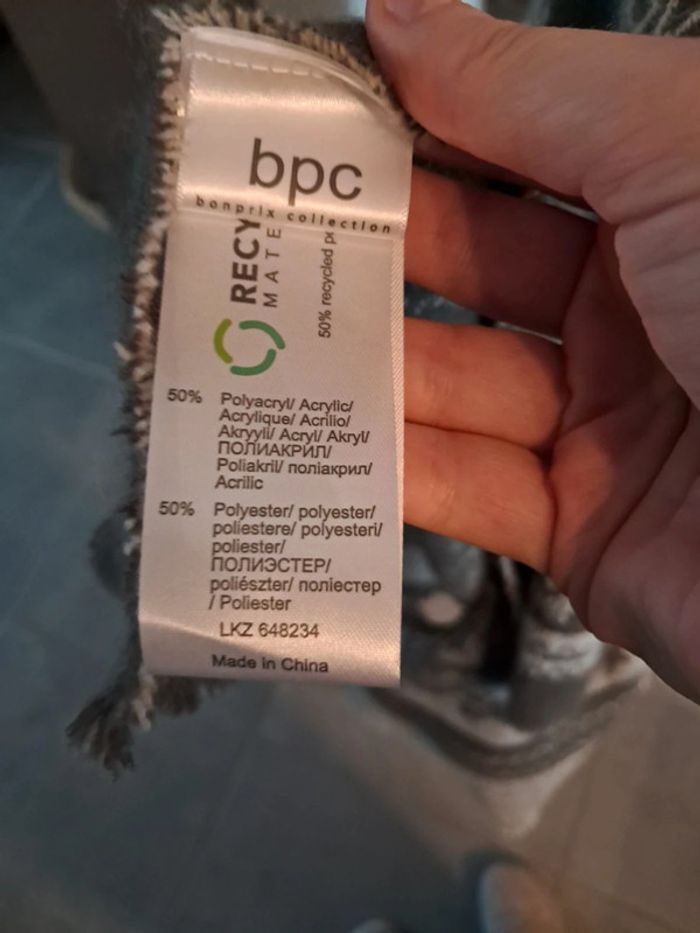 bpc
bonprix collection
RECY
MATE
50% recycled
50% Polyacryl/ Acrylic/
Acrylique/ Acrilio/
Akryyli/ Acryl/ Akryl/
ПОЛИАКРИЛ/
Poliakril/ поліакрил/
Acrilic
50% Polyester/ polyester/
poliestere/ polyesteri/
poliester/
ПОЛИЭСТЕР/
poliészter/ поліестер
/ Poliester
LKZ 648234
Made in China